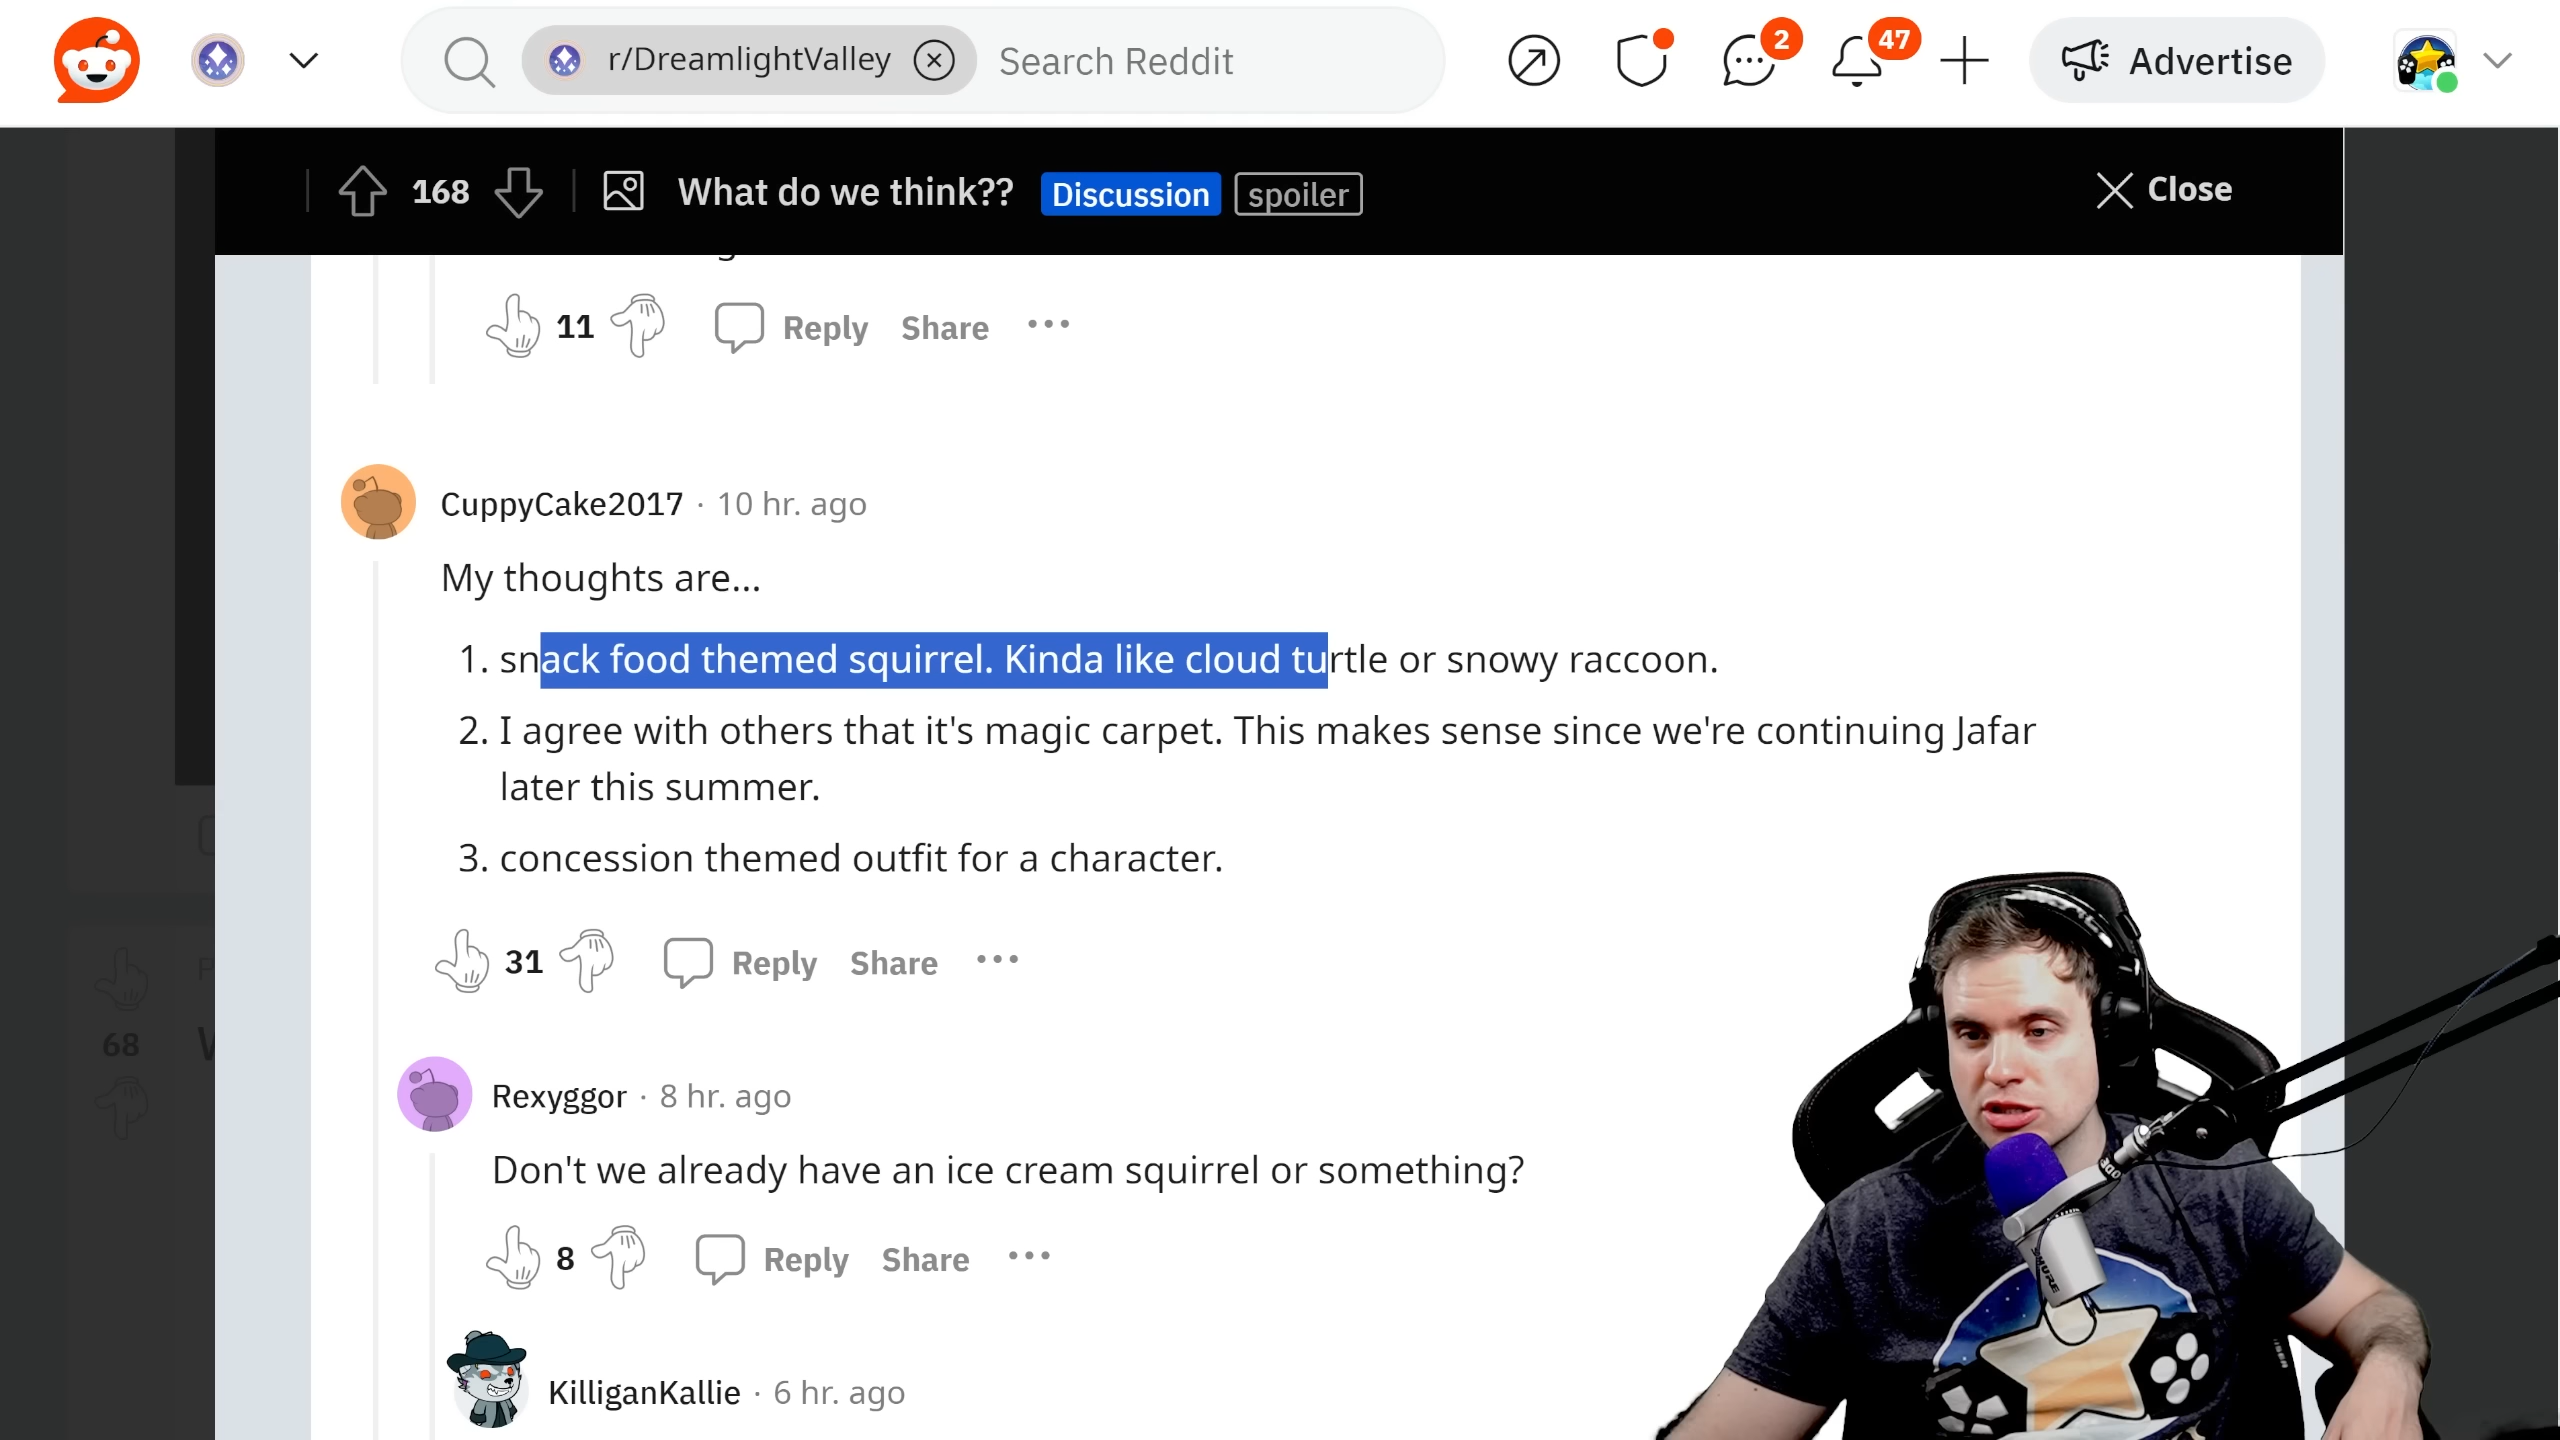 r/DreamlightValley
Search Reddit
2
47
Advertise
168
What do we think??
Discussion
spoiler
Close
11
Reply
Share
CuppyCake2017 · 10 hr. ago
My thoughts are...
1. snack food themed squirrel. Kinda like cloud turtle or snowy raccoon.
2. I agree with others that it's magic carpet. This makes sense since we're continuing Jafar
later this summer.
3. concession themed outfit for a character.
31
Reply
Share
68
Rexyggor · 8 hr. ago
Don't we already have an ice cream squirrel or something?
8
Reply
Share
KilliganKallie · 6 hr. ago
SHURE
RODE